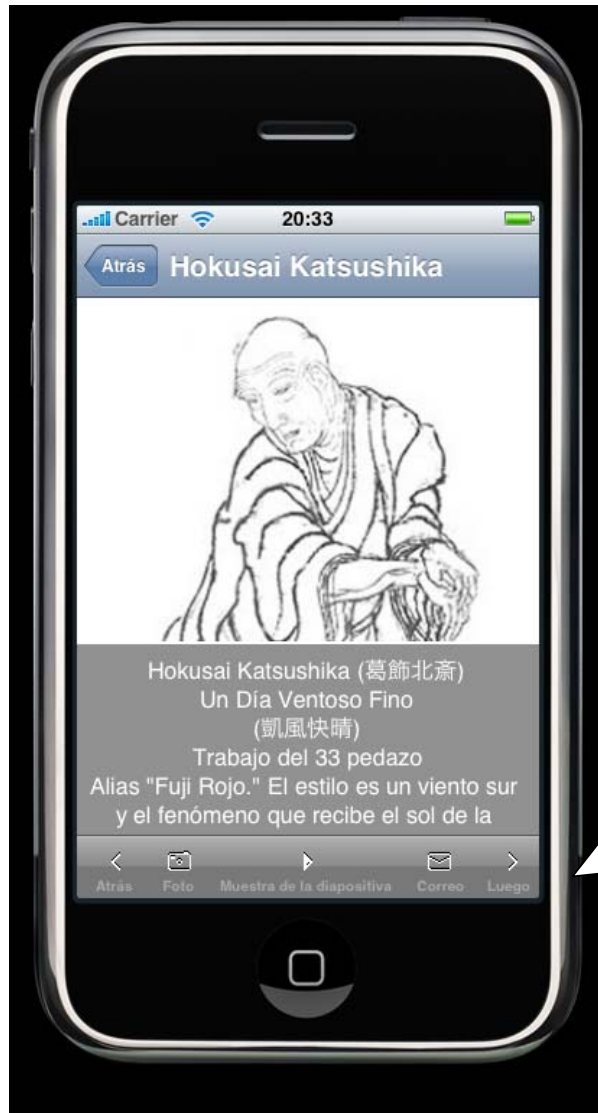 Carrier 20:33
Atrás Hokusai Katsushika
Hokusai Katsushika (葛飾北斎)
Un Día Ventoso Fino
(凱風快晴)
Trabajo del 33 pedazo
Alias "Fuji Rojo." El estilo es un viento sur
y el fenómeno que recibe el sol de la
Atrás Foto Muestra de la diapositiva Correo Luego